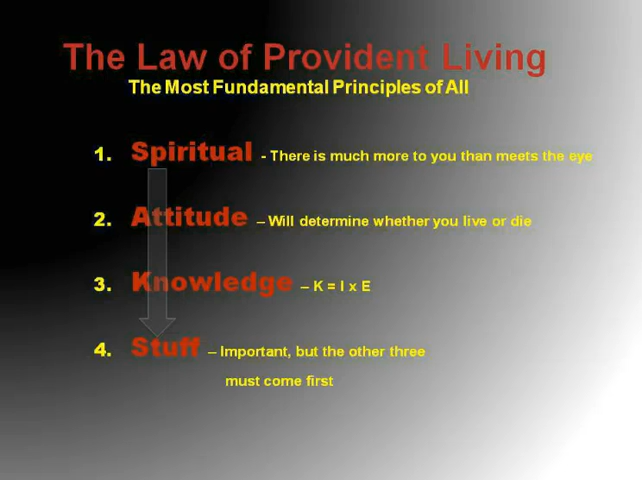 The Law of Provident Living
The Most Fundamental Principles of All
1. Spiritual - There is much more to you than meets the eye
2. Attitude – Will determine whether you live or die
3. Knowledge – K = I x E
4. Stuff – Important, but the other three
must come first